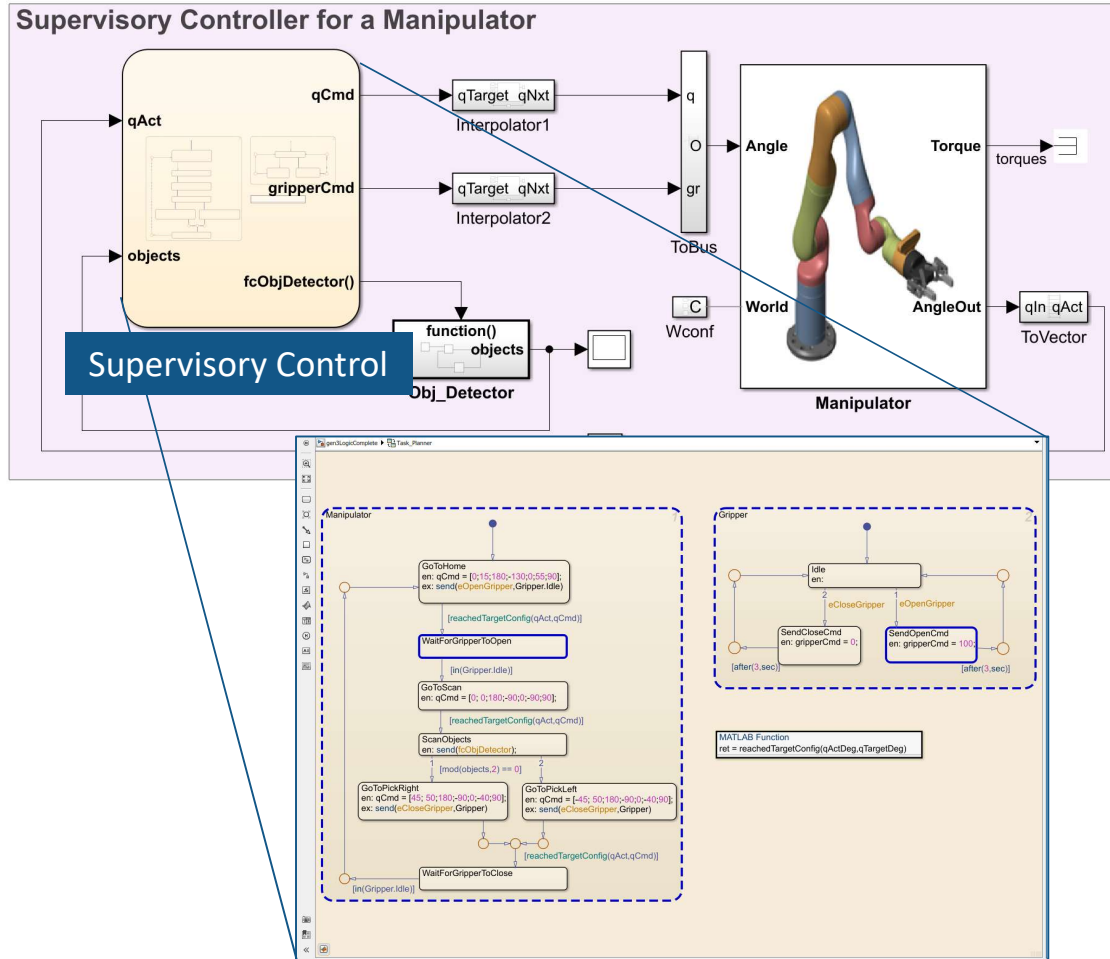 Supervisory Controller for a Manipulator
qAct
objects
qCmd
gripperCmd
fcObjDetector()
qTarget qNxt
Interpolator1
qTarget qNxt
Interpolator2
q
O
gr
ToBus
C
Wconf
Angle
World
Torque
AngleOut
Manipulator
torques
qIn qAct
ToVector
function()
objects
Obj_Detector
Supervisory Control
gen3LogicComplete Task_Planner
Manipulator
1
GoToHome
en: qCmd = [0;15;180;-130;0;55;90];
ex: send(eOpenGripper,Gripper.Idle)
[reachedTargetConfig(qAct,qCmd)]
WaitForGripperToOpen
[in(Gripper.Idle)]
GoToScan
en: qCmd = [0; 0;180;-90;0;-90;90];
[reachedTargetConfig(qAct,qCmd)]
ScanObjects
en: send(fcObjDetector);
1
[mod(objects,2) == 0]
2
GoToPickRight
en: qCmd = [45; 50;180;-90;0;-40;90];
ex: send(eCloseGripper,Gripper)
GoToPickLeft
en: qCmd = [-45; 50;180;-90;0;-40;90];
ex: send(eCloseGripper,Gripper)
[reachedTargetConfig(qAct,qCmd)]
WaitForGripperToClose
[in(Gripper.Idle)]
Gripper
2
Idle
en:
2
eCloseGripper
1
eOpenGripper
SendCloseCmd
en: gripperCmd = 0;
SendOpenCmd
en: gripperCmd = 100;
[after(3,sec)]
[after(3,sec)]
MATLAB Function
ret = reachedTargetConfig(qActDeg,qTargetDeg)